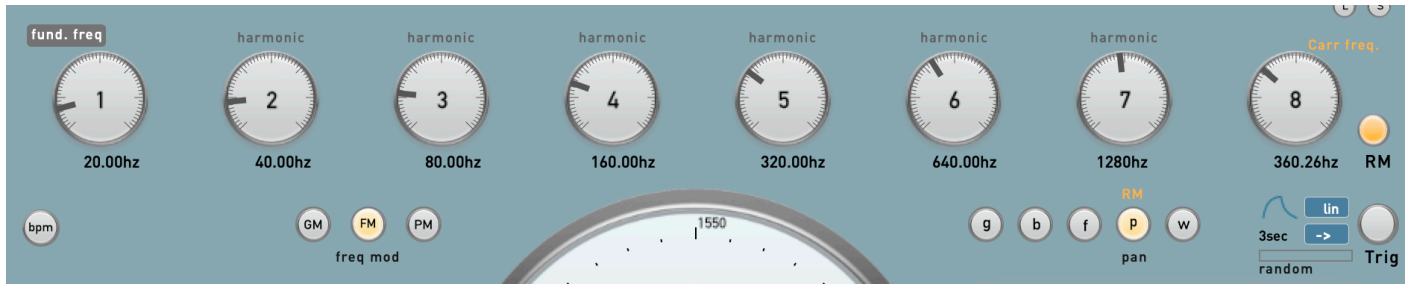 L S
fund. freq harmonic harmonic harmonic harmonic harmonic harmonic Carr freq.
1 2 3 4 5 6 7 8
20.00hz 40.00hz 80.00hz 160.00hz 320.00hz 640.00hz 1280hz 360.26hz RM
RM
bpm GM FM PM 1550 g b f p w lin
3sec ->
freq mod pan Trig
random